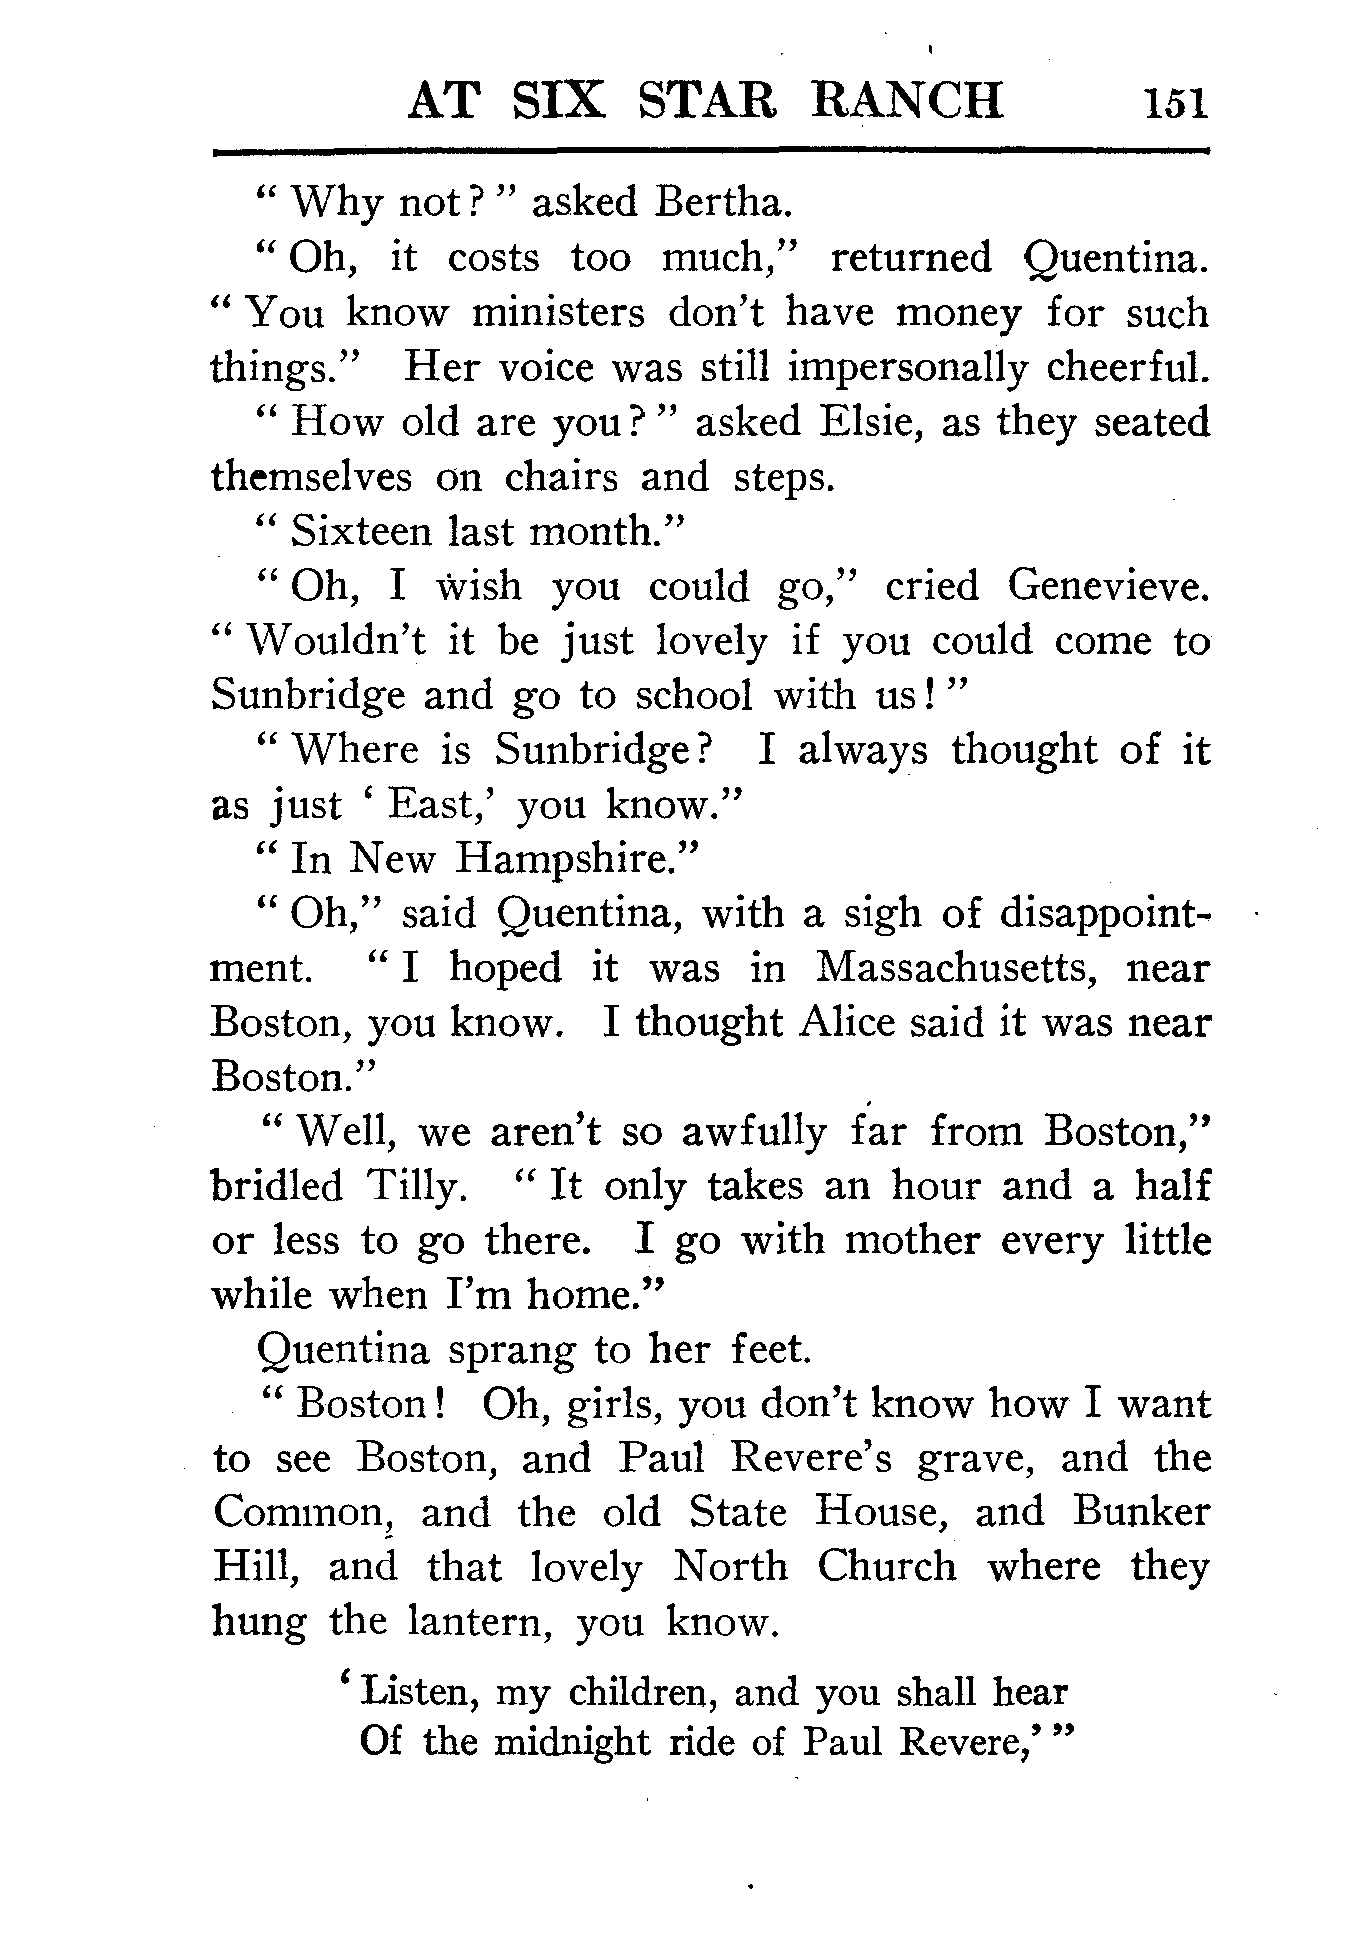 AT SIX STAR RANCH 151
" Why not? " asked Bertha.
" Oh, it costs too much," returned Quentina.
" You know ministers don't have money for such
things." Her voice was still impersonally cheerful.
" How old are you? " asked Elsie, as they seated
themselves on chairs and steps.
" Sixteen last month."
" Oh, I wish you could go," cried Genevieve.
" Wouldn't it be just lovely if you could come to
Sunbridge and go to school with us! "
" Where is Sunbridge? I always thought of it
as just ' East,' you know."
" In New Hampshire."
" Oh," said Quentina, with a sigh of disappoint-
ment. " I hoped it was in Massachusetts, near
Boston, you know. I thought Alice said it was near
Boston."
" Well, we aren't so awfully far from Boston,"
bridled Tilly. " It only takes an hour and a half
or less to go there. I go with mother every little
while when I'm home."
Quentina sprang to her feet.
" Boston! Oh, girls, you don't know how I want
to see Boston, and Paul Revere's grave, and the
Common, and the old State House, and Bunker
Hill, and that lovely North Church where they
hung the lantern, you know.
' Listen, my children, and you shall hear
Of the midnight ride of Paul Revere,' "